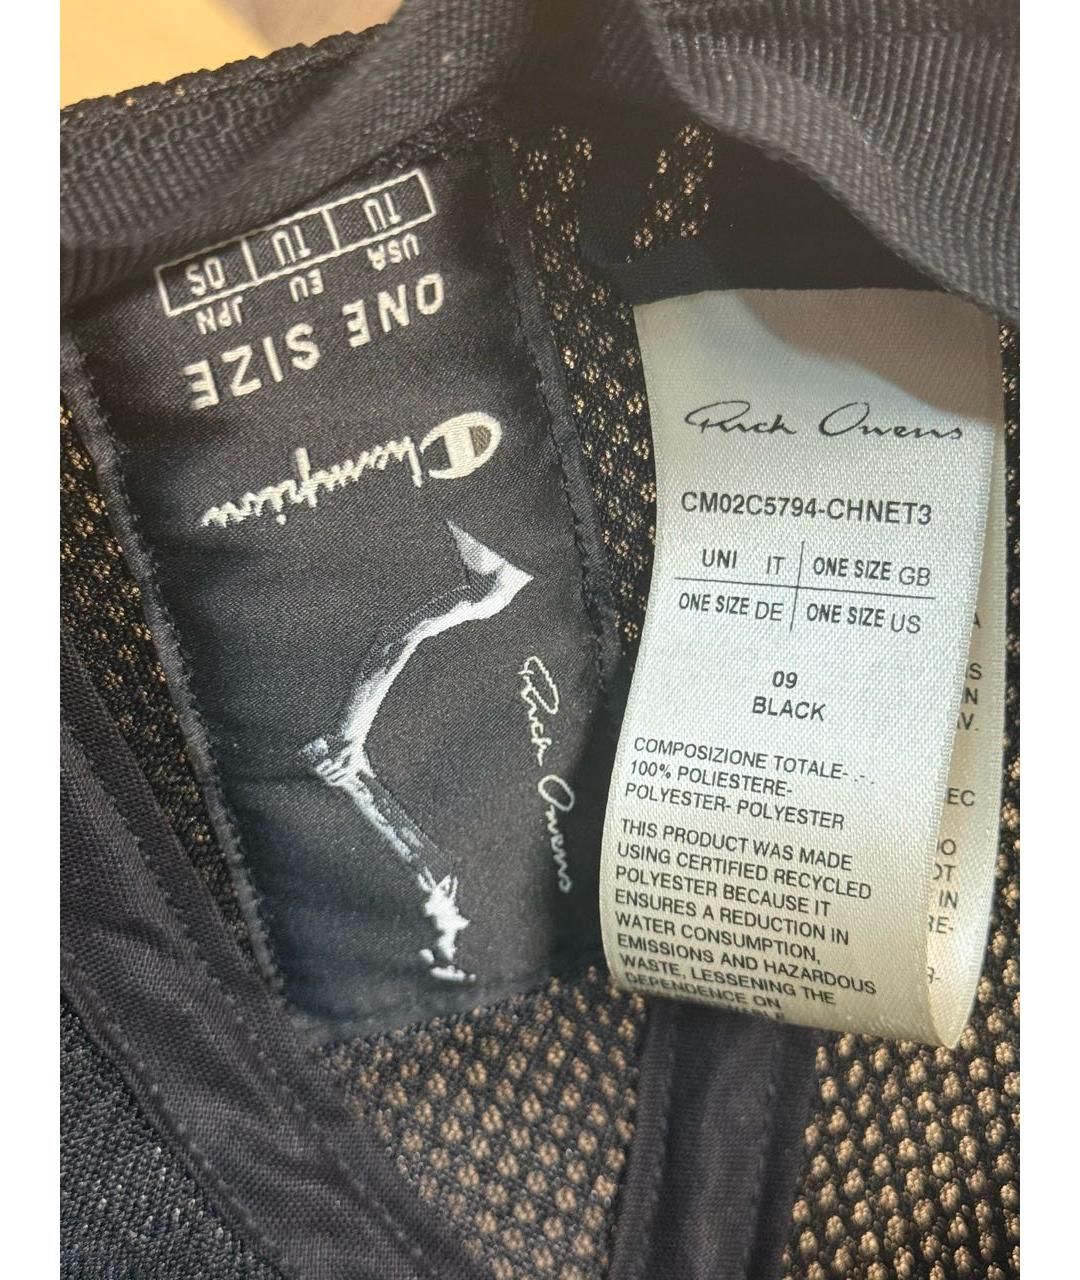 USA EU JPN
TU TU OS
ONE SIZE
Champion
Rick Owens
Rick Owens
CM02C5794-CHNET3
UNI IT ONE SIZE GB
ONE SIZE DE ONE SIZE US
09
BLACK
COMPOSIZIONE TOTALE- .-.
100% POLIESTERE-
POLYESTER- POLYESTER
THIS PRODUCT WAS MADE
USING CERTIFIED RECYCLED
POLYESTER BECAUSE IT
ENSURES A REDUCTION IN
WATER CONSUMPTION,
EMISSIONS AND HAZARDOUS
WASTE, LESSENING THE
DEPENDENCE ON